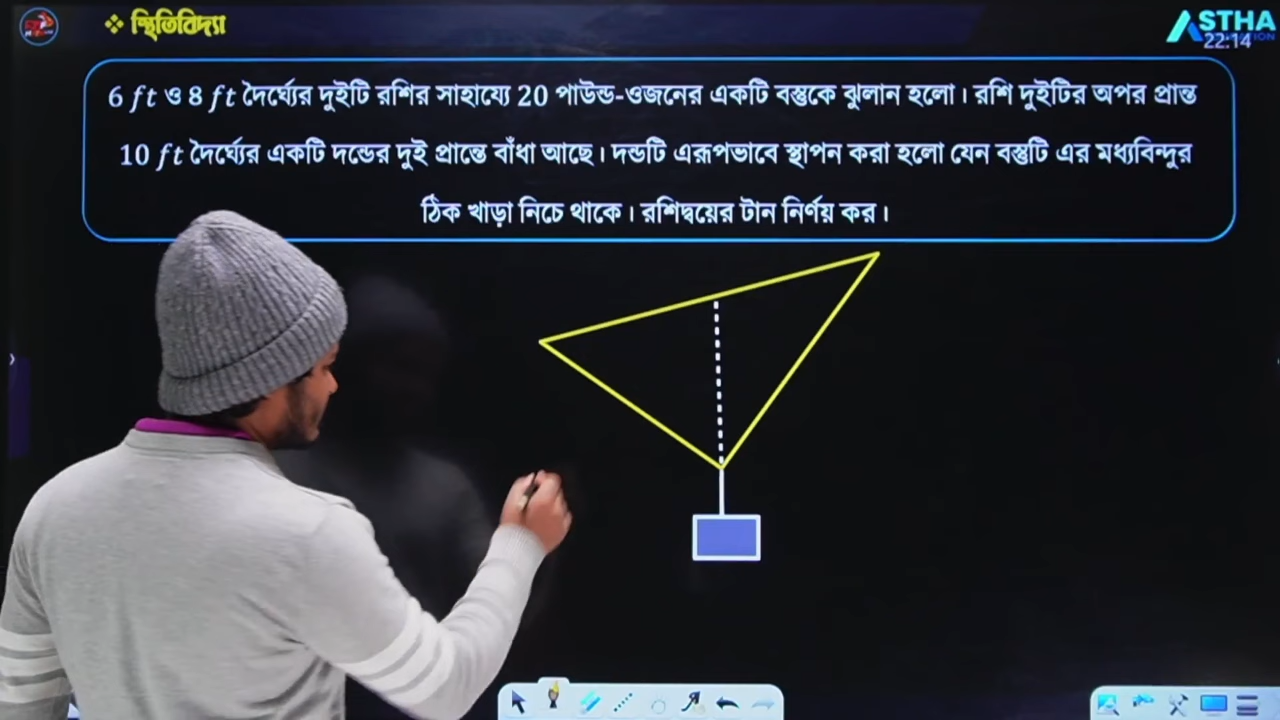 ❖ স্থিতিবিদ্যা
ASTHA
22:14
6 ft ও 8 ft দৈর্ঘ্যের দুইটি রশির সাহায্যে 20 পাউন্ড-ওজনের একটি বস্তুকে ঝুলান হলো। রশি দুইটির অপর প্রান্ত
10 ft দৈর্ঘ্যের একটি দন্ডের দুই প্রান্তে বাঁধা আছে। দন্ডটি এরূপভাবে স্থাপন করা হলো যেন বস্তুটি এর মধ্যবিন্দুর
ঠিক খাড়া নিচে থাকে। রশিদ্বয়ের টান নির্ণয় কর।